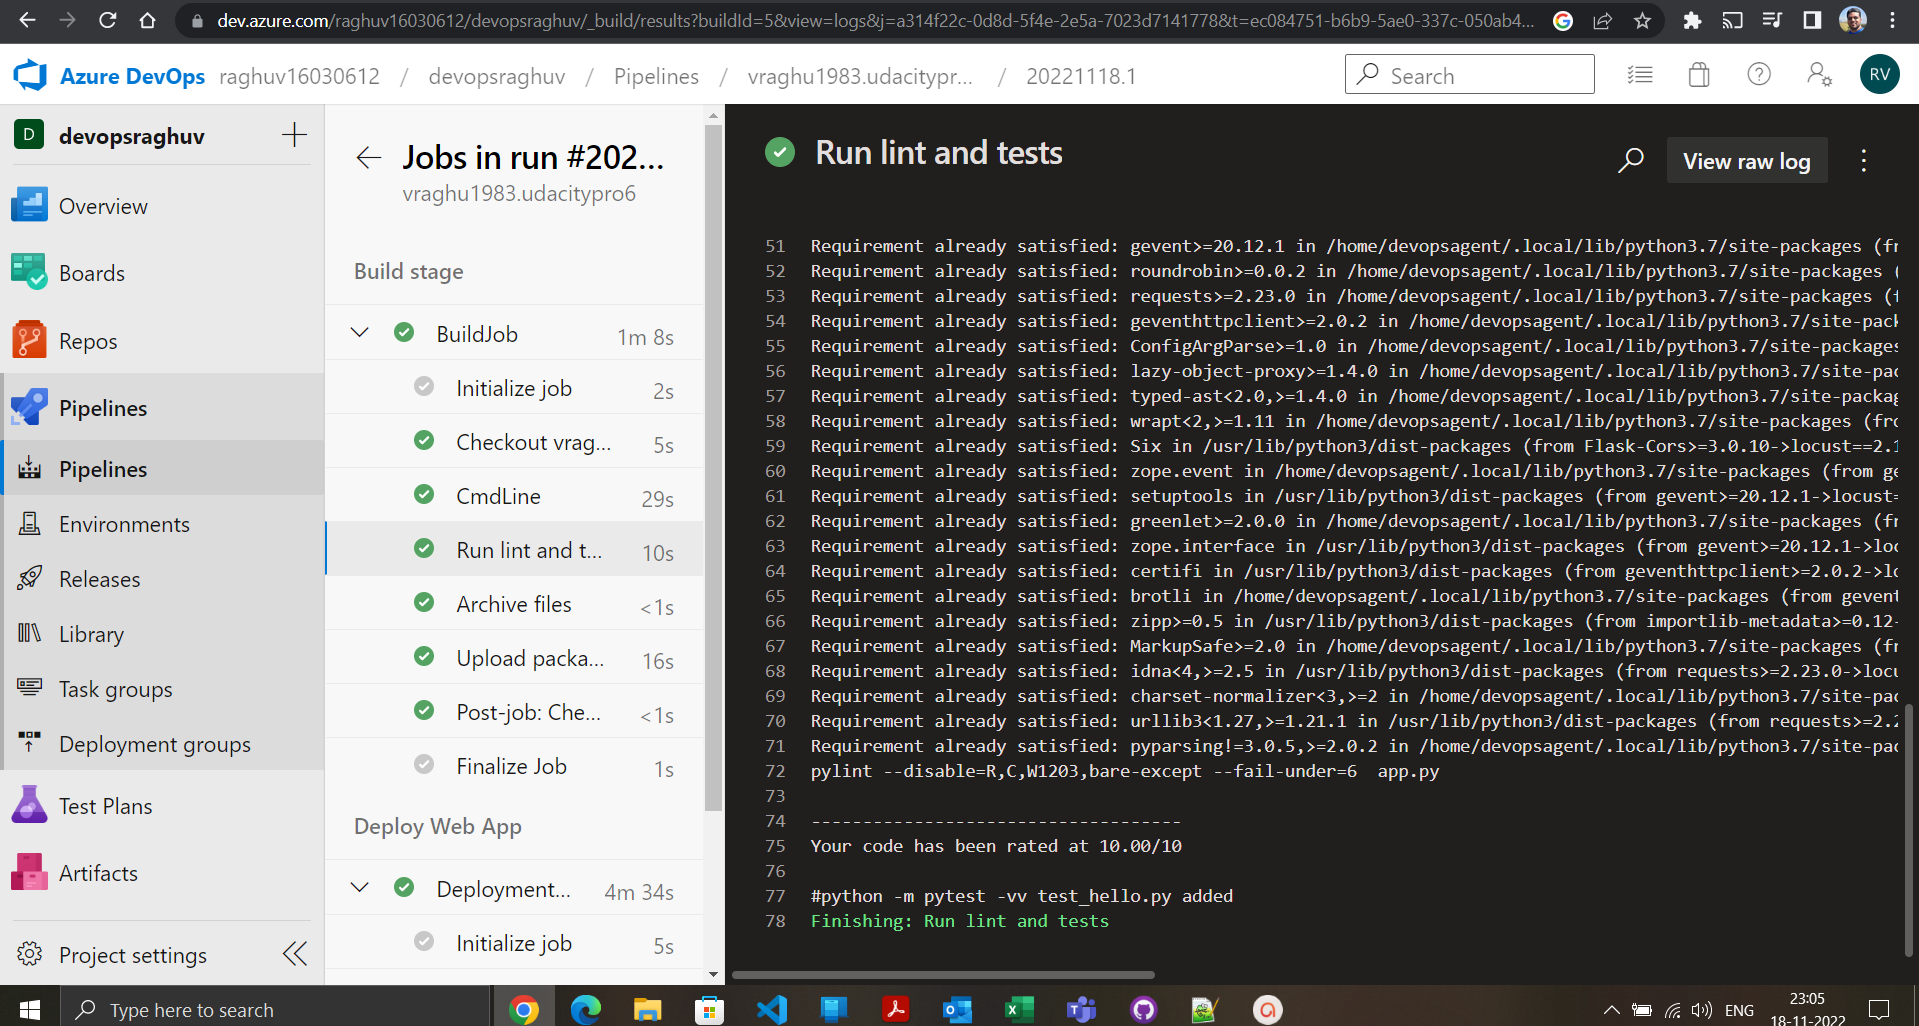 dev.azure.com/raghuv16030612/devopsraghuv/_build/results?buildId=5&view=logs&j=a314f22c-0d8d-5f4e-2e5a-7023d7141778&t=ec084751-b6b9-5ae0-337c-050ab4...
Azure DevOps raghuv16030612 / devopsraghuv / Pipelines / vraghu1983.udacitypr... / 20221118.1
Search
RV
D devopsraghuv
Overview
Boards
Repos
Pipelines
Pipelines
Environments
Releases
Library
Task groups
Deployment groups
Test Plans
Artifacts
Project settings
Jobs in run #202...
vraghu1983.udacitypro6
Build stage
BuildJob 1m 8s
Initialize job 2s
Checkout vrag... 5s
CmdLine 29s
Run lint and t... 10s
Archive files <1s
Upload packa... 16s
Post-job: Che... <1s
Finalize Job 1s
Deploy Web App
Deployment... 4m 34s
Initialize job 5s
Run lint and tests
View raw log
51 Requirement already satisfied: gevent>=20.12.1 in /home/devopsagent/.local/lib/python3.7/site-packages (fr
52 Requirement already satisfied: roundrobin>=0.0.2 in /home/devopsagent/.local/lib/python3.7/site-packages (
53 Requirement already satisfied: requests>=2.23.0 in /home/devopsagent/.local/lib/python3.7/site-packages (f
54 Requirement already satisfied: geventhttpclient>=2.0.2 in /home/devopsagent/.local/lib/python3.7/site-pack
55 Requirement already satisfied: ConfigArgParse>=1.0 in /home/devopsagent/.local/lib/python3.7/site-packages
56 Requirement already satisfied: lazy-object-proxy>=1.4.0 in /home/devopsagent/.local/lib/python3.7/site-pac
57 Requirement already satisfied: typed-ast<2.0,>=1.4.0 in /home/devopsagent/.local/lib/python3.7/site-packag
58 Requirement already satisfied: wrapt<2,>=1.11 in /home/devopsagent/.local/lib/python3.7/site-packages (fro
59 Requirement already satisfied: Six in /usr/lib/python3/dist-packages (from Flask-Cors>=3.0.10->locust==2.1
60 Requirement already satisfied: zope.event in /home/devopsagent/.local/lib/python3.7/site-packages (from ge
61 Requirement already satisfied: setuptools in /usr/lib/python3/dist-packages (from gevent>=20.12.1->locust=
62 Requirement already satisfied: greenlet>=2.0.0 in /home/devopsagent/.local/lib/python3.7/site-packages (fr
63 Requirement already satisfied: zope.interface in /usr/lib/python3/dist-packages (from gevent>=20.12.1->loc
64 Requirement already satisfied: certifi in /usr/lib/python3/dist-packages (from geventhttpclient>=2.0.2->lo
65 Requirement already satisfied: brotli in /home/devopsagent/.local/lib/python3.7/site-packages (from gevent
66 Requirement already satisfied: zipp>=0.5 in /usr/lib/python3/dist-packages (from importlib-metadata>=0.12-
67 Requirement already satisfied: MarkupSafe>=2.0 in /home/devopsagent/.local/lib/python3.7/site-packages (fr
68 Requirement already satisfied: idna<4,>=2.5 in /usr/lib/python3/dist-packages (from requests>=2.23.0->locu
69 Requirement already satisfied: charset-normalizer<3,>=2 in /home/devopsagent/.local/lib/python3.7/site-pac
70 Requirement already satisfied: urllib3<1.27,>=1.21.1 in /usr/lib/python3/dist-packages (from requests>=2.2
71 Requirement already satisfied: pyparsing!=3.0.5,>=2.0.2 in /home/devopsagent/.local/lib/python3.7/site-pac
72 pylint --disable=R,C,W1203,bare-except --fail-under=6  app.py
73
74 ------------------------------------
75 Your code has been rated at 10.00/10
76
77 #python -m pytest -vv test_hello.py added
78 Finishing: Run lint and tests
Type here to search
ENG
23:05
18-11-2022